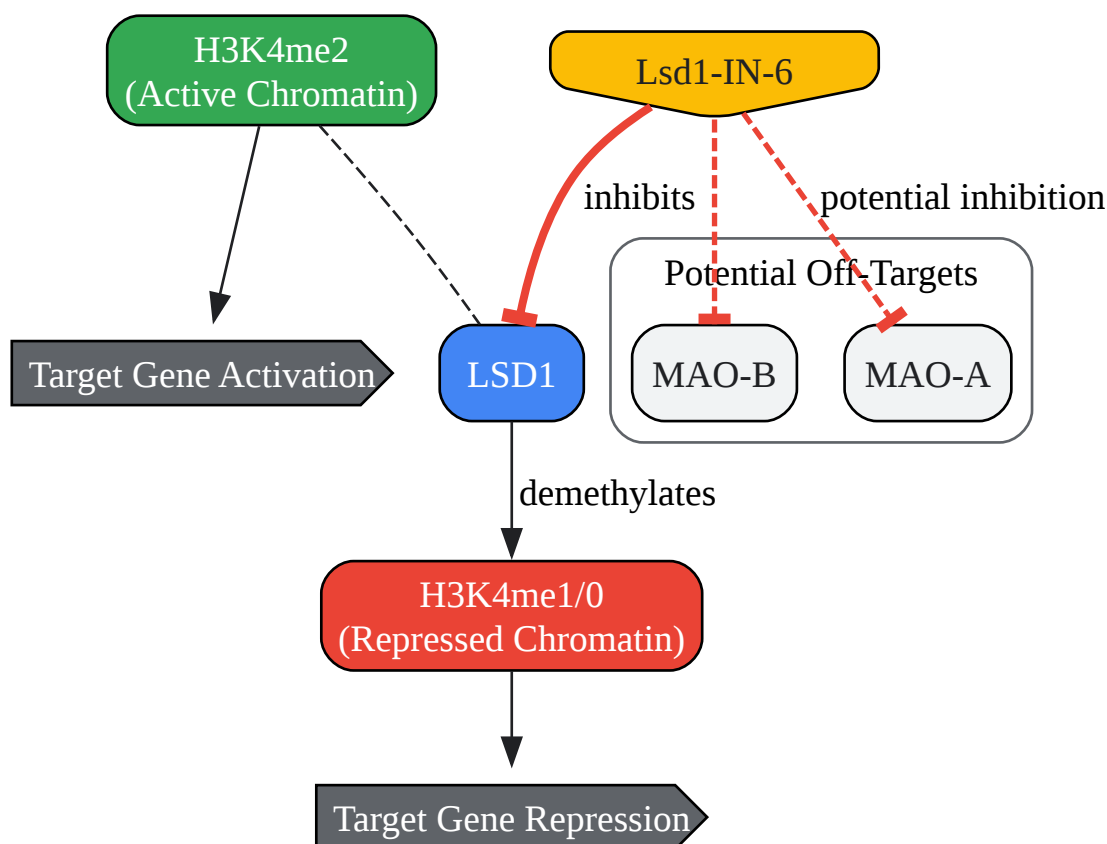 H3K4me2
(Active Chromatin)
Lsd1-IN-6
inhibits
potential inhibition
Potential Off-Targets
Target Gene Activation
LSD1
MAO-B
MAO-A
demethylates
H3K4me1/0
(Repressed Chromatin)
Target Gene Repression